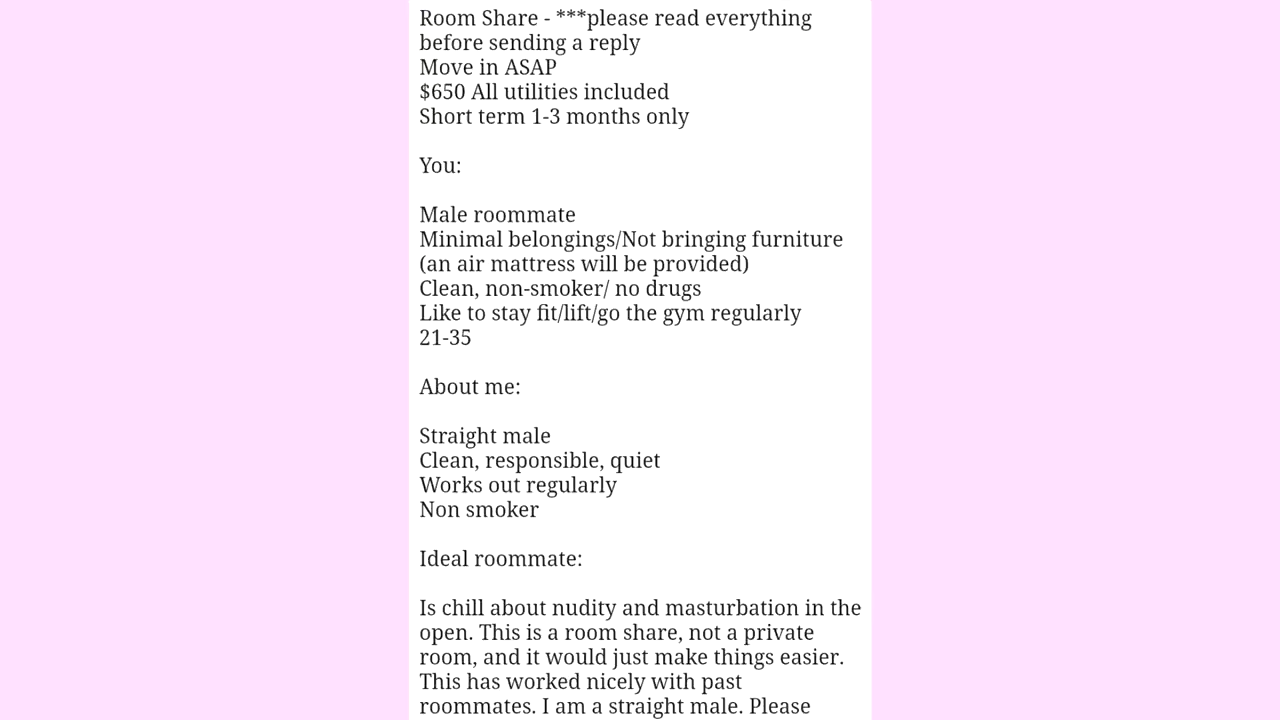 Room Share - ***please read everything
before sending a reply
Move in ASAP
$650 All utilities included
Short term 1-3 months only
You:
Male roommate
Minimal belongings/Not bringing furniture
(an air mattress will be provided)
Clean, non-smoker/ no drugs
Like to stay fit/lift/go the gym regularly
21-35
About me:
Straight male
Clean, responsible, quiet
Works out regularly
Non smoker
Ideal roommate:
Is chill about nudity and masturbation in the
open. This is a room share, not a private
room, and it would just make things easier.
This has worked nicely with past
roommates. I am a straight male. Please